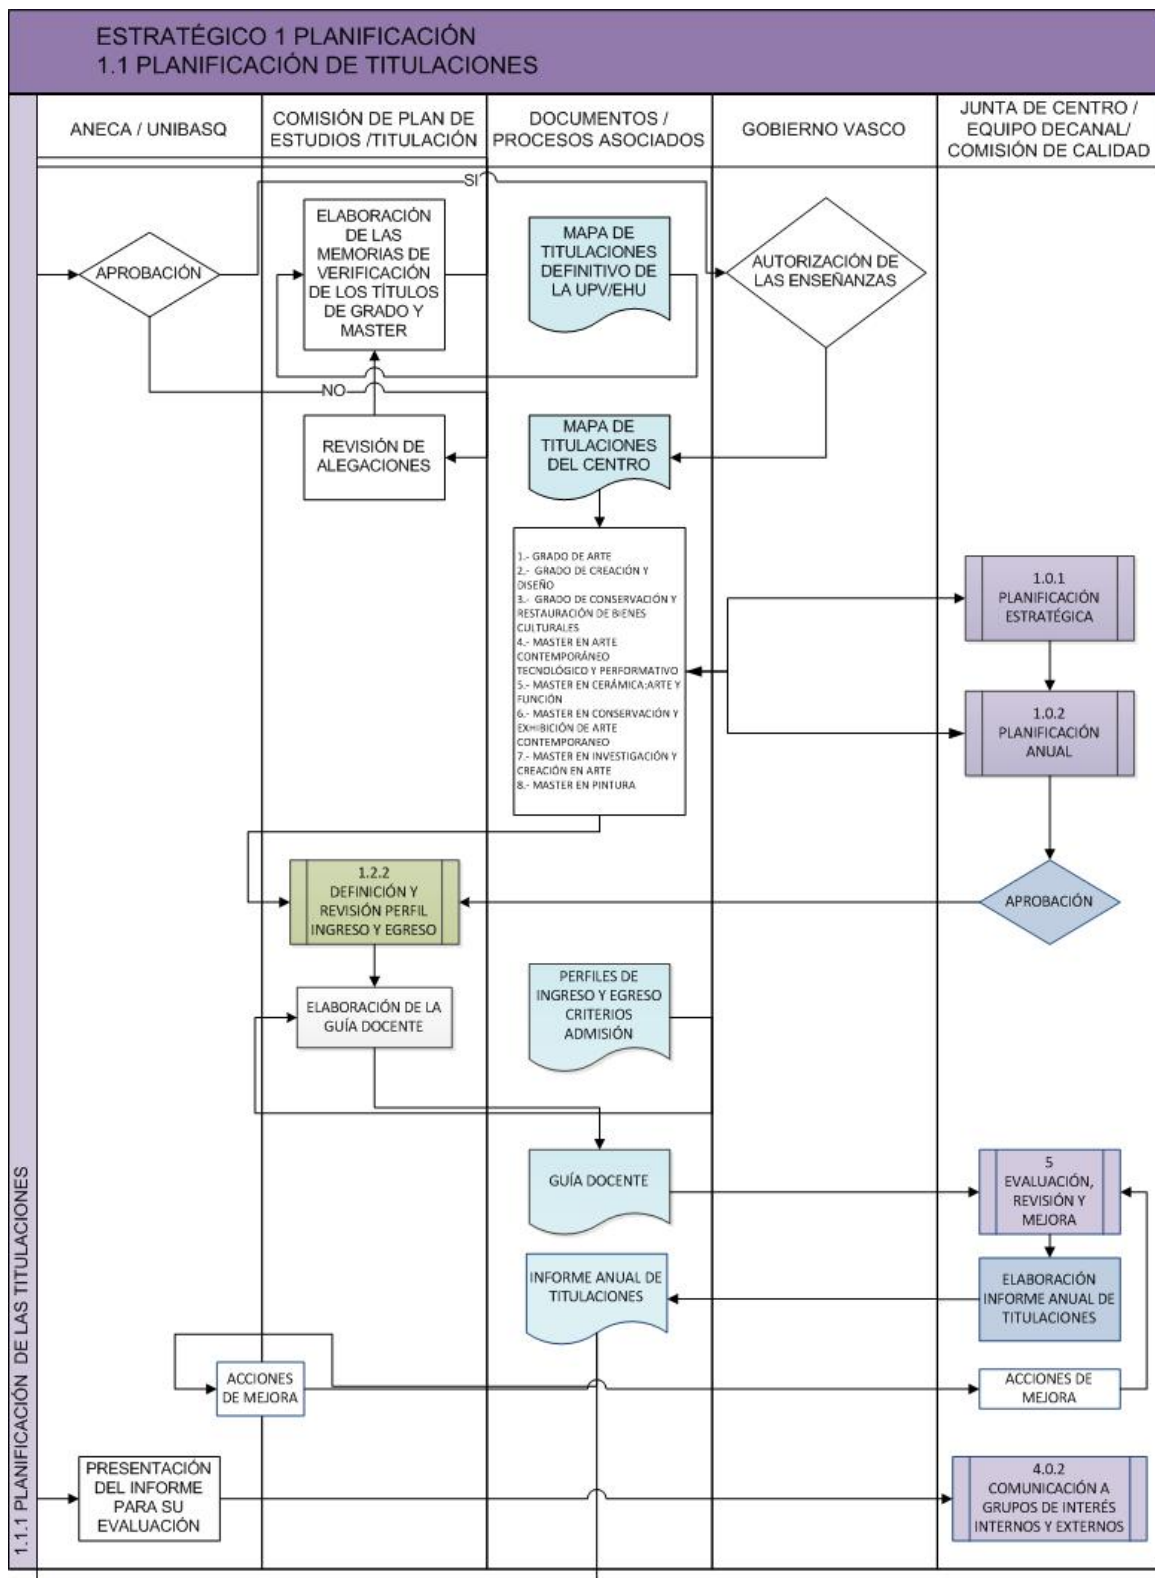 ESTRATÉGICO 1 PLANIFICACIÓN
1.1 PLANIFICACIÓN DE TITULACIONES
ANECA / UNIBASQ
COMISIÓN DE PLAN DE
ESTUDIOS /TITULACIÓN
DOCUMENTOS /
PROCESOS ASOCIADOS
GOBIERNO VASCO
JUNTA DE CENTRO /
EQUIPO DECANAL/
COMISIÓN DE CALIDAD
SI
APROBACIÓN
ELABORACIÓN
DE LAS
MEMORIAS DE
VERIFICACIÓN
DE LOS TÍTULOS
DE GRADO Y
MASTER
MAPA DE
TITULACIONES
DEFINITIVO DE
LA UPV/EHU
AUTORIZACIÓN DE
LAS ENSEÑANZAS
NO
REVISIÓN DE
ALEGACIONES
MAPA DE
TITULACIONES
DEL CENTRO
1.- GRADO DE ARTE
2.- GRADO DE CREACIÓN Y
DISEÑO
3.- GRADO DE CONSERVACIÓN Y
RESTAURACIÓN DE BIENES
CULTURALES
4.- MASTER EN ARTE
CONTEMPORÁNEO
TECNOLÓGICO Y PERFORMATIVO
5.- MASTER EN CERÁMICA:ARTE Y
FUNCIÓN
6.- MASTER EN CONSERVACIÓN Y
EXHIBICIÓN DE ARTE
CONTEMPORANEO
7.- MASTER EN INVESTIGACIÓN Y
CREACIÓN EN ARTE
8.- MASTER EN PINTURA
1.0.1
PLANIFICACIÓN
ESTRATÉGICA
1.0.2
PLANIFICACIÓN
ANUAL
1.2.2
DEFINICIÓN Y
REVISIÓN PERFIL
INGRESO Y EGRESO
APROBACIÓN
ELABORACIÓN DE LA
GUÍA DOCENTE
PERFILES DE
INGRESO Y EGRESO
CRITERIOS
ADMISIÓN
GUÍA DOCENTE
5
EVALUACIÓN,
REVISIÓN Y
MEJORA
INFORME ANUAL DE
TITULACIONES
ELABORACIÓN
INFORME ANUAL DE
TITULACIONES
ACCIONES
DE MEJORA
ACCIONES DE
MEJORA
PRESENTACIÓN
DEL INFORME
PARA SU
EVALUACIÓN
4.0.2
COMUNICACIÓN A
GRUPOS DE INTERÉS
INTERNOS Y EXTERNOS
1.1.1 PLANIFICACIÓN DE LAS TITULACIONES